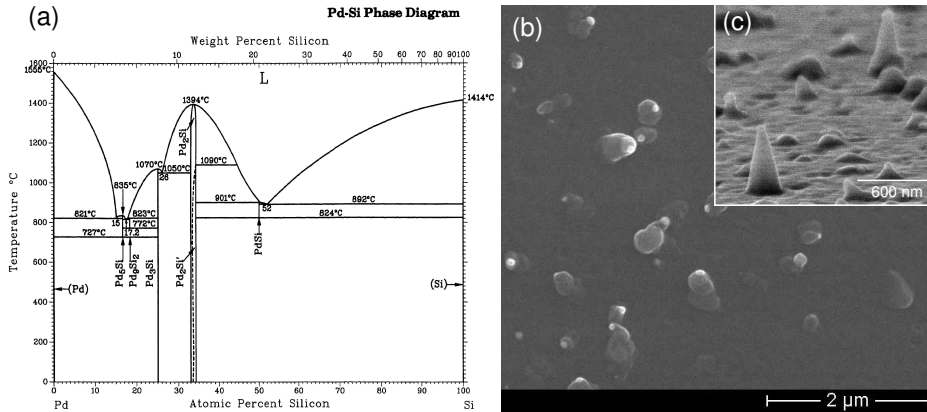 (a)
Pd-Si Phase Diagram
Weight Percent Silicon
0 10 20 30 40 50 60 70 80 90 100
L
1600
1555°C
1400
1414°C
1394°C
Pd₂Si
1200
1090°C
1070°C
1050°C
26
1000
835°C
901°C
892°C
52
800
821°C
823°C
824°C
15
772°C
727°C
17.2
600
Pd₅Si
Pd₉Si₂
Pd₃Si
Pd₂Si'
PdSi
(Pd)
(Si)
400
200
0
Temperature °C
0 10 20 30 40 50 60 70 80 90 100
Pd
Atomic Percent Silicon
Si
(b)
2 µm
(c)
600 nm